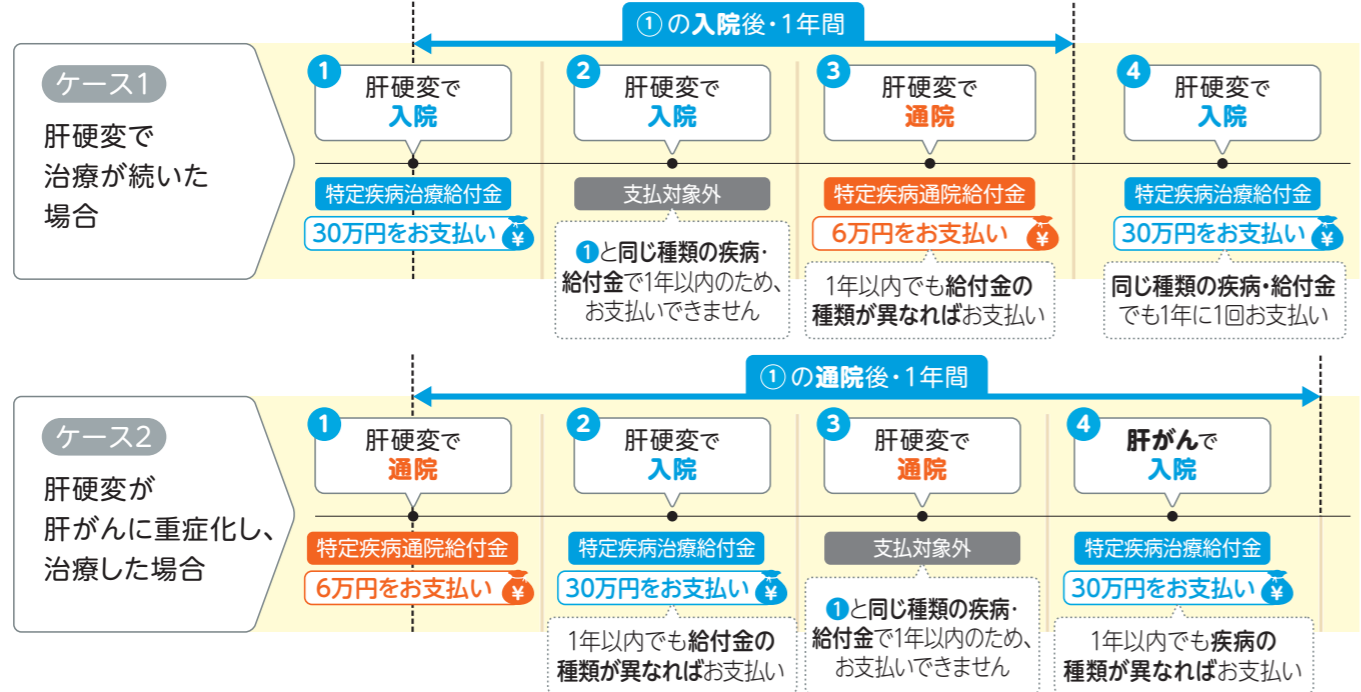 ①の入院後・1年間
ケース1
肝硬変で
治療が続いた
場合
1
肝硬変で
入院
特定疾病治療給付金
30万円をお支払い ¥
2
肝硬変で
入院
支払対象外
❶と同じ種類の疾病・
給付金で1年以内のため、
お支払いできません
3
肝硬変で
通院
特定疾病通院給付金
6万円をお支払い ¥
1年以内でも給付金の
種類が異なればお支払い
4
肝硬変で
入院
特定疾病治療給付金
30万円をお支払い ¥
同じ種類の疾病・給付金
でも1年に1回お支払い
①の通院後・1年間
ケース2
肝硬変が
肝がんに重症化し、
治療した場合
1
肝硬変で
通院
特定疾病通院給付金
6万円をお支払い ¥
2
肝硬変で
入院
特定疾病治療給付金
30万円をお支払い ¥
1年以内でも給付金の
種類が異なればお支払い
3
肝硬変で
通院
支払対象外
❶と同じ種類の疾病・
給付金で1年以内のため、
お支払いできません
4
肝がんで
入院
特定疾病治療給付金
30万円をお支払い ¥
1年以内でも疾病の
種類が異なればお支払い